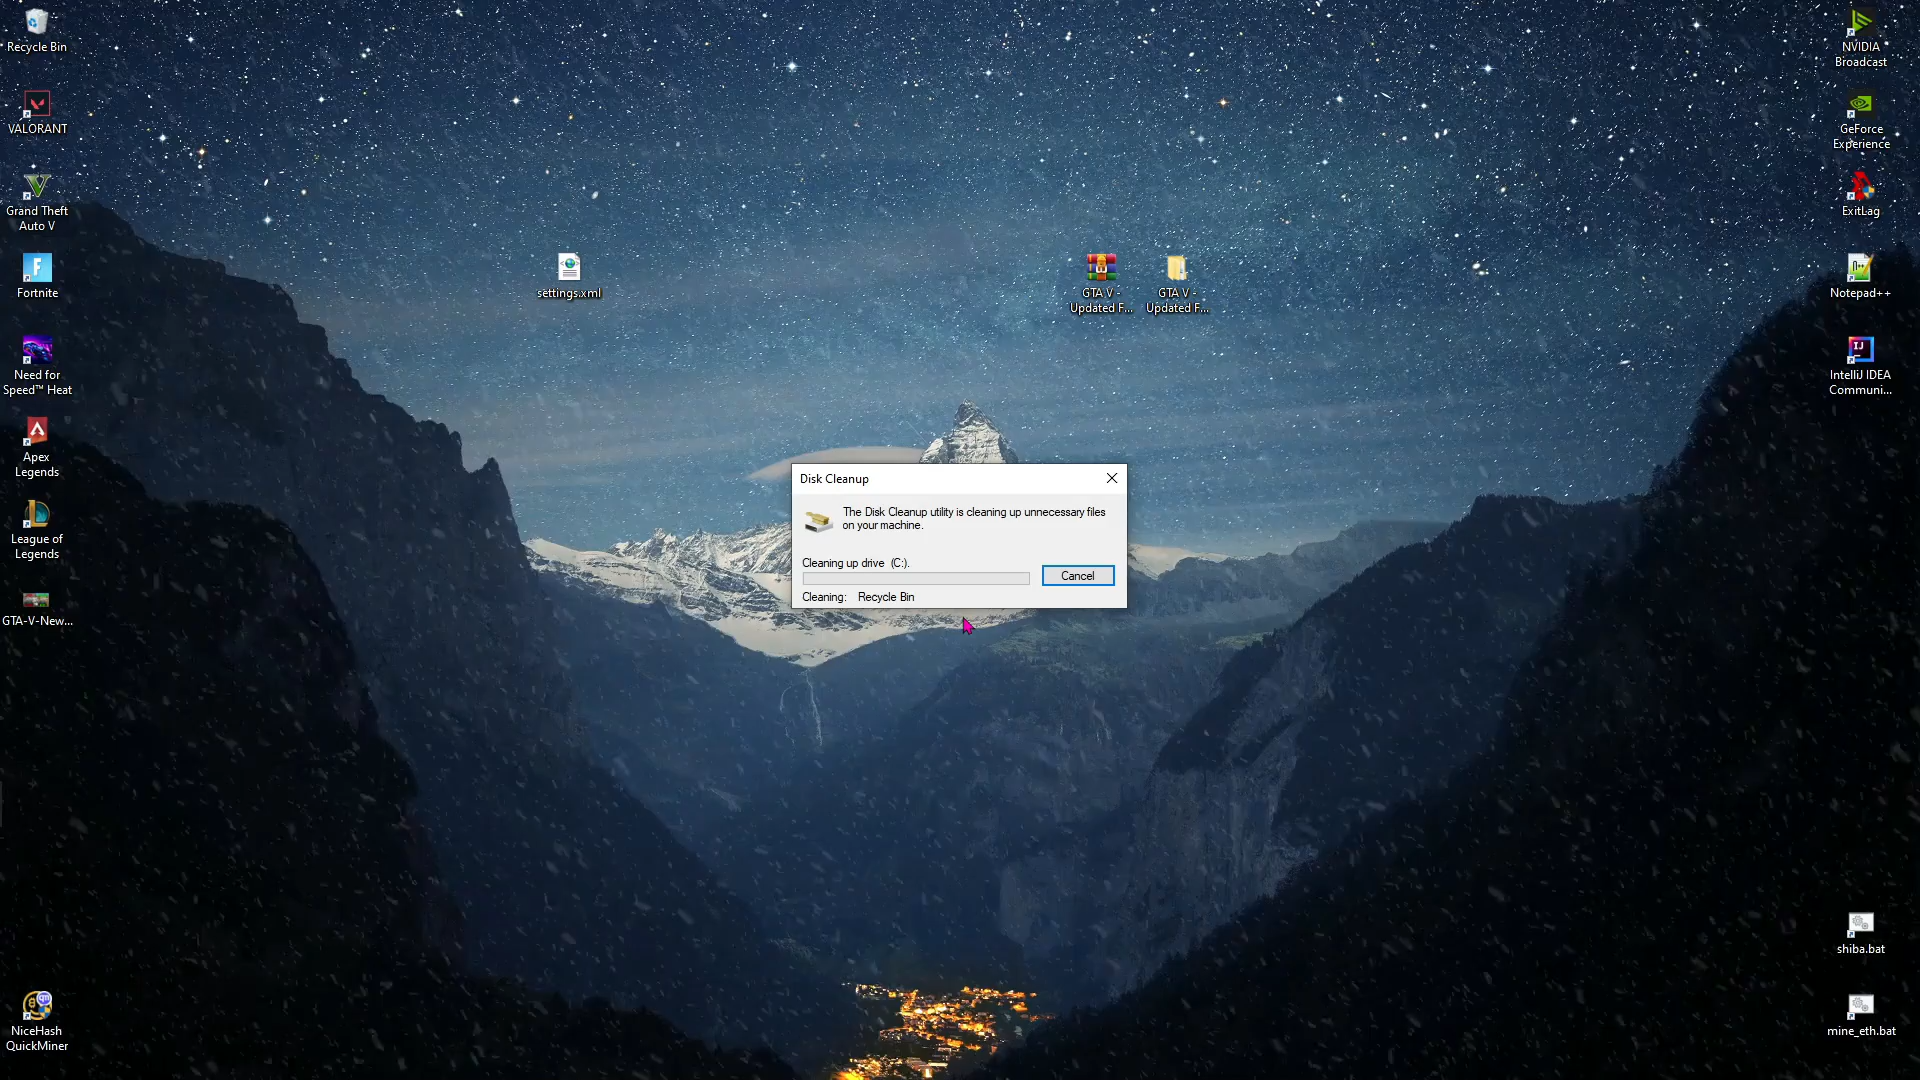 Recycle Bin
VALORANT
Grand Theft
Auto V
Fortnite
Need for
Speed™ Heat
Apex
Legends
League of
Legends
GTA-V-New...
NiceHash
QuickMiner
settings.xml
GTA V -
Updated F...
GTA V -
Updated F...
Disk Cleanup
The Disk Cleanup utility is cleaning up unnecessary files
on your machine.
Cleaning up drive (C:).
Cancel
Cleaning: Recycle Bin
NVIDIA
Broadcast
GeForce
Experience
ExitLag
Notepad++
IntelliJ IDEA
Communi...
shiba.bat
mine_eth.bat